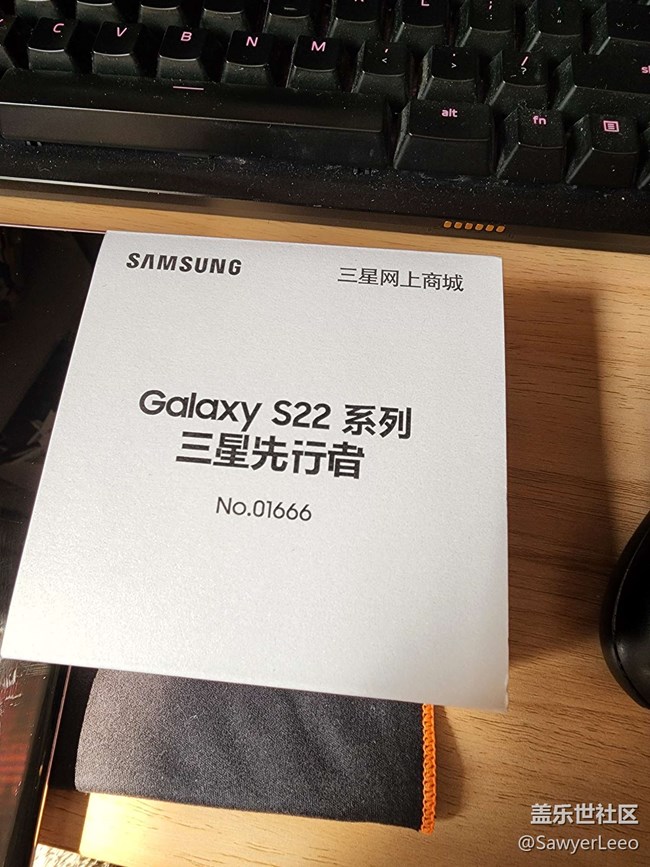 L
C V B N M < , > . ? /
alt fn
SAMSUNG 三星网上商城
Galaxy S22 系列
三星先行者
No.01666
盖乐世社区
@SawyerLeeo